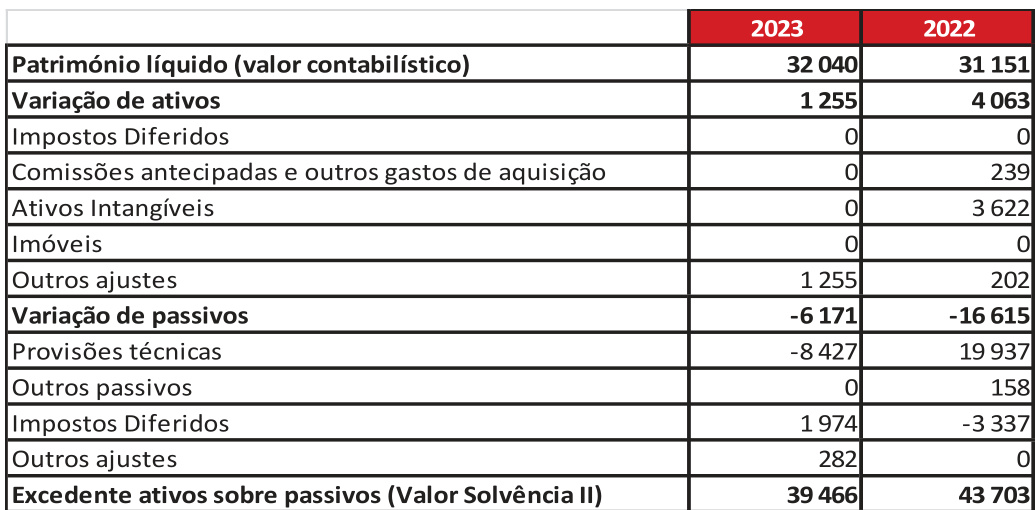 2023 2022
Património líquido (valor contabilístico) 32 040 31 151
Variação de ativos 1 255 4 063
Impostos Diferidos 0 0
Comissões antecipadas e outros gastos de aquisição 0 239
Ativos Intangíveis 0 3 622
Imóveis 0 0
Outros ajustes 1 255 202
Variação de passivos -6 171 -16 615
Provisões técnicas -8 427 19 937
Outros passivos 0 158
Impostos Diferidos 1 974 -3 337
Outros ajustes 282 0
Excedente ativos sobre passivos (Valor Solvência II) 39 466 43 703